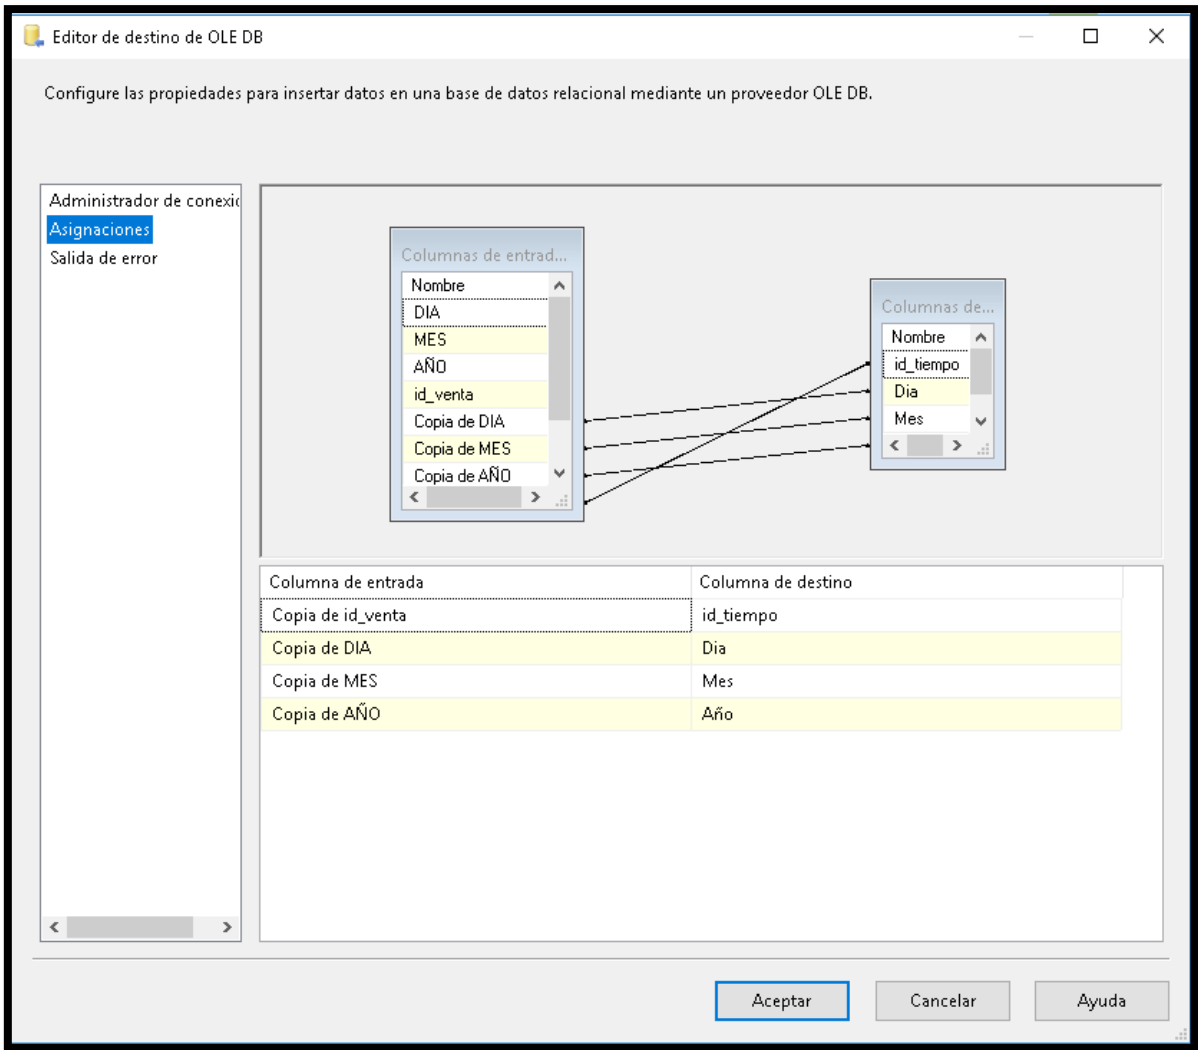 Editor de destino de OLE DB
Configure las propiedades para insertar datos en una base de datos relacional mediante un proveedor OLE DB.
Administrador de conexi
Asignaciones
Salida de error
Columnas de entrad...
Nombre
DIA
MES
AÑO
id_venta
Copia de DIA
Copia de MES
Copia de AÑO
Columnas de...
Nombre
id_tiempo
Dia
Mes
Columna de entrada Columna de destino
Copia de id_venta id_tiempo
Copia de DIA Dia
Copia de MES Mes
Copia de AÑO Año
Aceptar Cancelar Ayuda